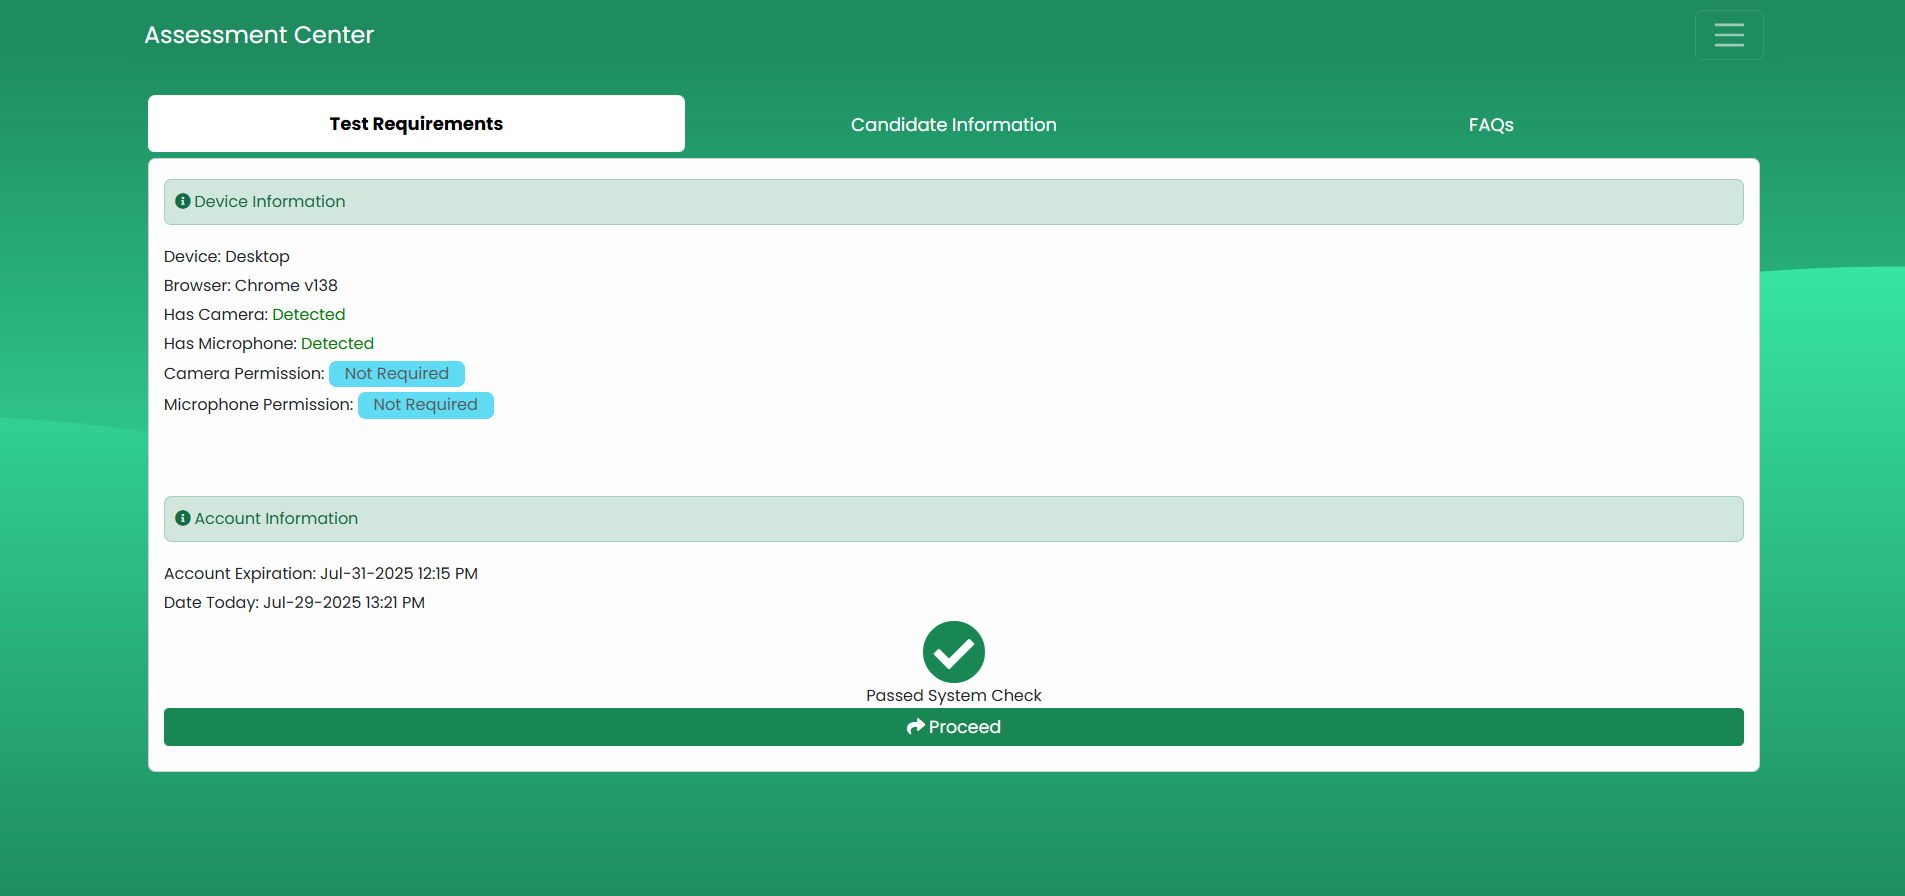 Assessment Center
Test Requirements
Candidate Information
FAQs
Device Information
Device: Desktop
Browser: Chrome v138
Has Camera: Detected
Has Microphone: Detected
Camera Permission: Not Required
Microphone Permission: Not Required
Account Information
Account Expiration: Jul-31-2025 12:15 PM
Date Today: Jul-29-2025 13:21 PM
Passed System Check
Proceed